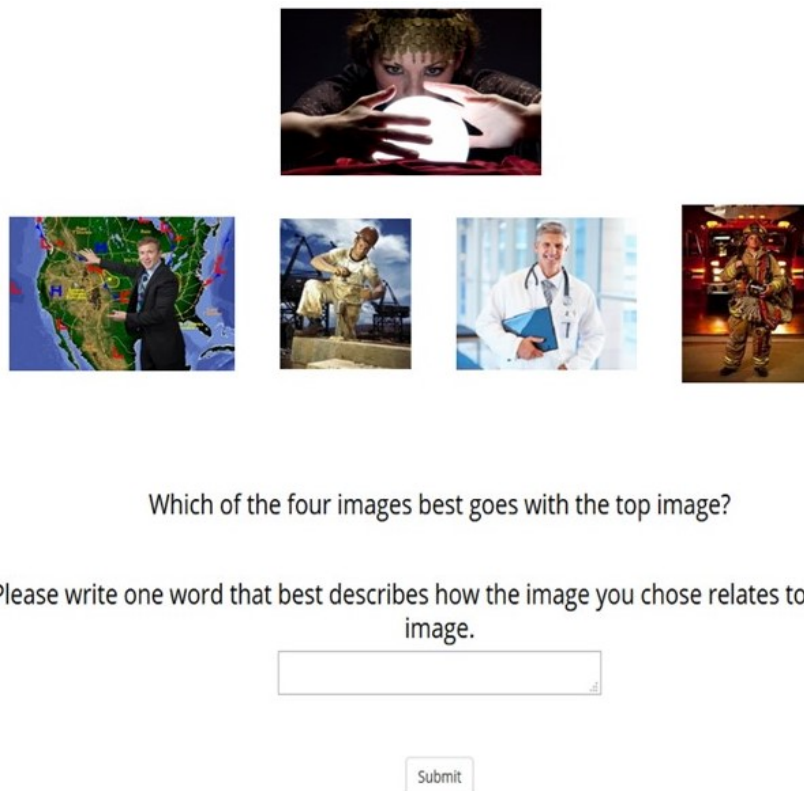 H
H
Which of the four images best goes with the top image?
Please write one word that best describes how the image you chose relates to
image.
Submit